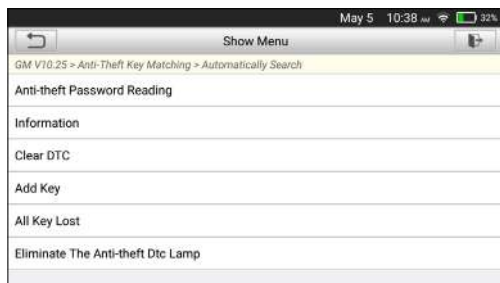 May 5 10:38 AM 32%
Show Menu
GM V10.25 > Anti-Theft Key Matching > Automatically Search
Anti-theft Password Reading
Information
Clear DTC
Add Key
All Key Lost
Eliminate The Anti-theft Dtc Lamp